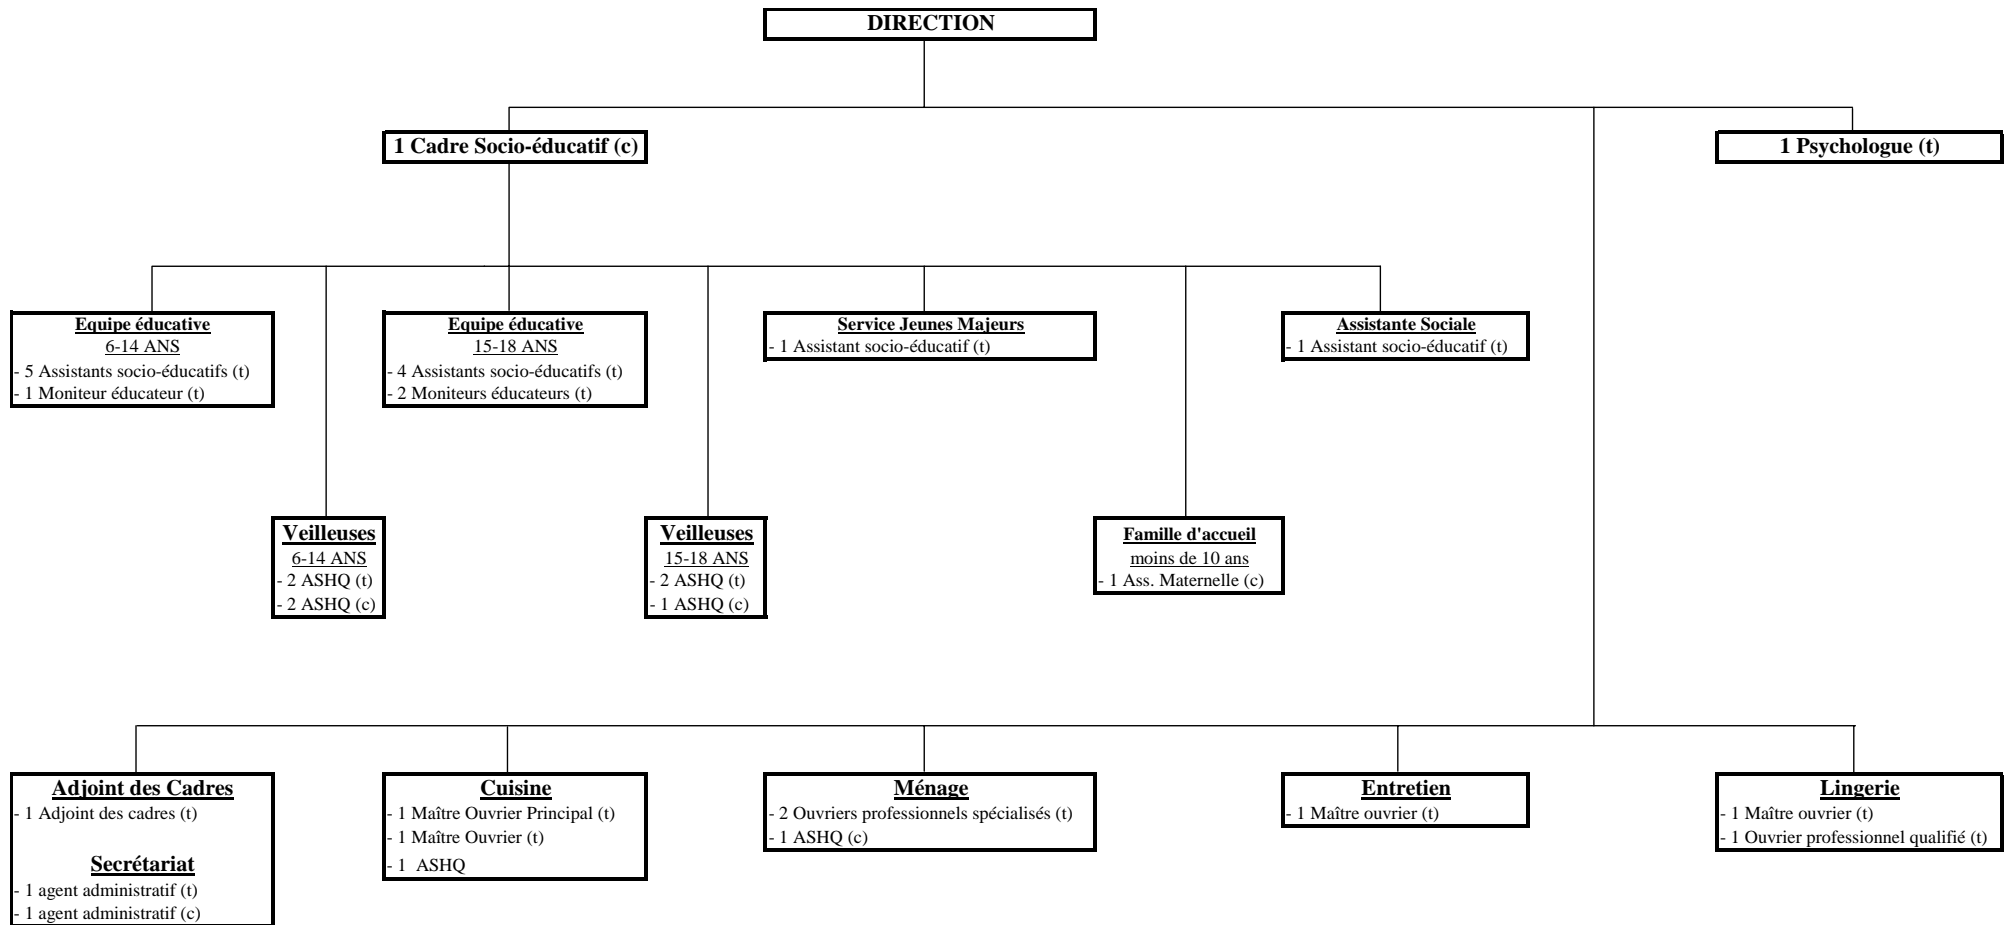 DIRECTION
1 Cadre Socio-éducatif (c)
1 Psychologue (t)
Equipe éducative
6-14 ANS
- 5 Assistants socio-éducatifs (t)
- 1 Moniteur éducateur (t)
Equipe éducative
15-18 ANS
- 4 Assistants socio-éducatifs (t)
- 2 Moniteurs éducateurs (t)
Service Jeunes Majeurs
- 1 Assistant socio-éducatif (t)
Assistante Sociale
- 1 Assistant socio-éducatif (t)
Veilleuses
6-14 ANS
- 2 ASHQ (t)
- 2 ASHQ (c)
Veilleuses
15-18 ANS
- 2 ASHQ (t)
- 1 ASHQ (c)
Famille d'accueil
moins de 10 ans
- 1 Ass. Maternelle (c)
Adjoint des Cadres
- 1 Adjoint des cadres (t)
Secrétariat
- 1 agent administratif (t)
- 1 agent administratif (c)
Cuisine
- 1 Maître Ouvrier Principal (t)
- 1 Maître Ouvrier (t)
- 1 ASHQ
Ménage
- 2 Ouvriers professionnels spécialisés (t)
- 1 ASHQ (c)
Entretien
- 1 Maître ouvrier (t)
Lingerie
- 1 Maître ouvrier (t)
- 1 Ouvrier professionnel qualifié (t)